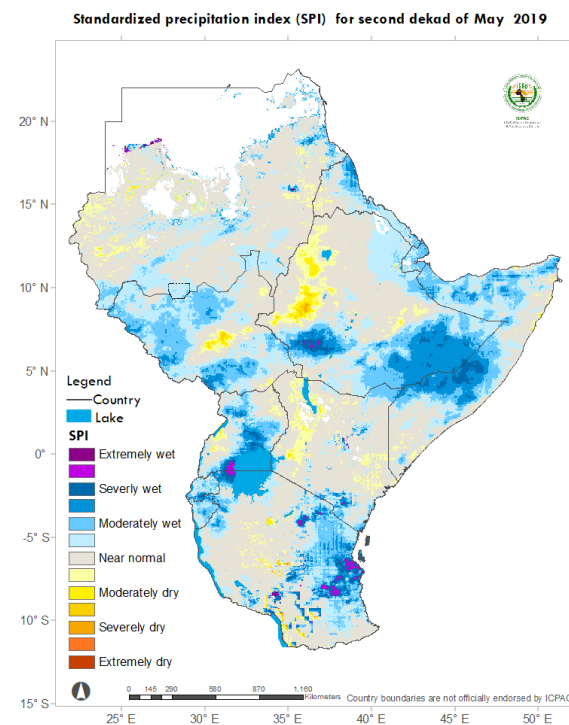 Standardized precipitation index (SPI) for second dekad of May 2019
ICPAC
20° N
15° N
10° N
5° N
0°
-5° S
-10° S
15° S
Legend
Country
Lake
SPI
Extremely wet
Severly wet
Moderately wet
Near normal
Moderately dry
Severely dry
Extremely dry
0 145 290 580 870 1,160
Kilometers
Country boundaries are not officially endorsed by ICPAC
25° E 30° E 35° E 40° E 45° E 50° E